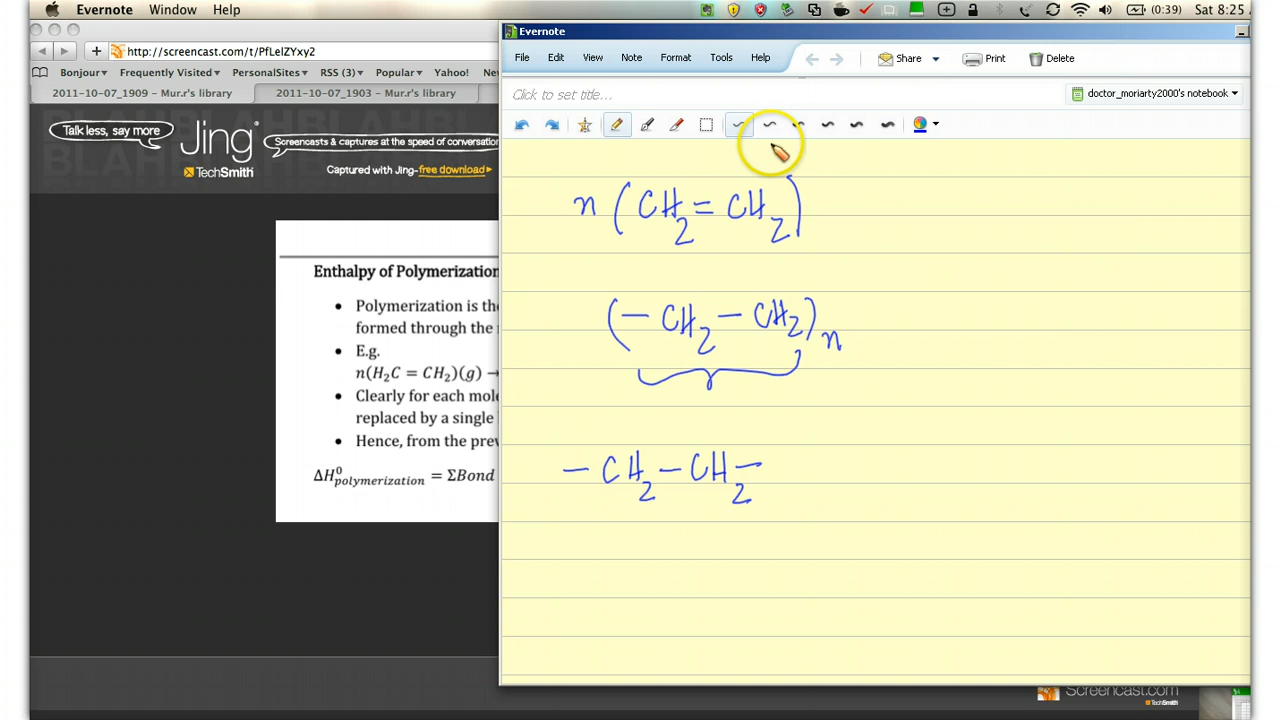 Evernote Window Help
(0:39) Sat 8:25
http://screencast.com/t/PfLelZYxy2
Bonjour Frequently Visited PersonalSites RSS (3) Popular Yahoo!
2011-10-07_1909 - Mur.r's library 2011-10-07_1903 - Mur.r's library
Talk less, say more
Jing
TechSmith
Screencasts & captures at the speed of conversation
Captured with Jing-free download
Enthalpy of Polymerization
• Polymerization is the
formed through the
• E.g.
n(H₂C = CH₂)(g) →
• Clearly for each mole
replaced by a single
• Hence, from the prev
ΔH⁰polymerization = ΣBond
Evernote
File Edit View Note Format Tools Help Share Print Delete
Click to set title...
doctor_moriarty2000's notebook
n (CH₂ = CH₂)
(– CH₂ – CH₂)n
– CH₂ – CH₂ –
Screencast.com
TechSmith